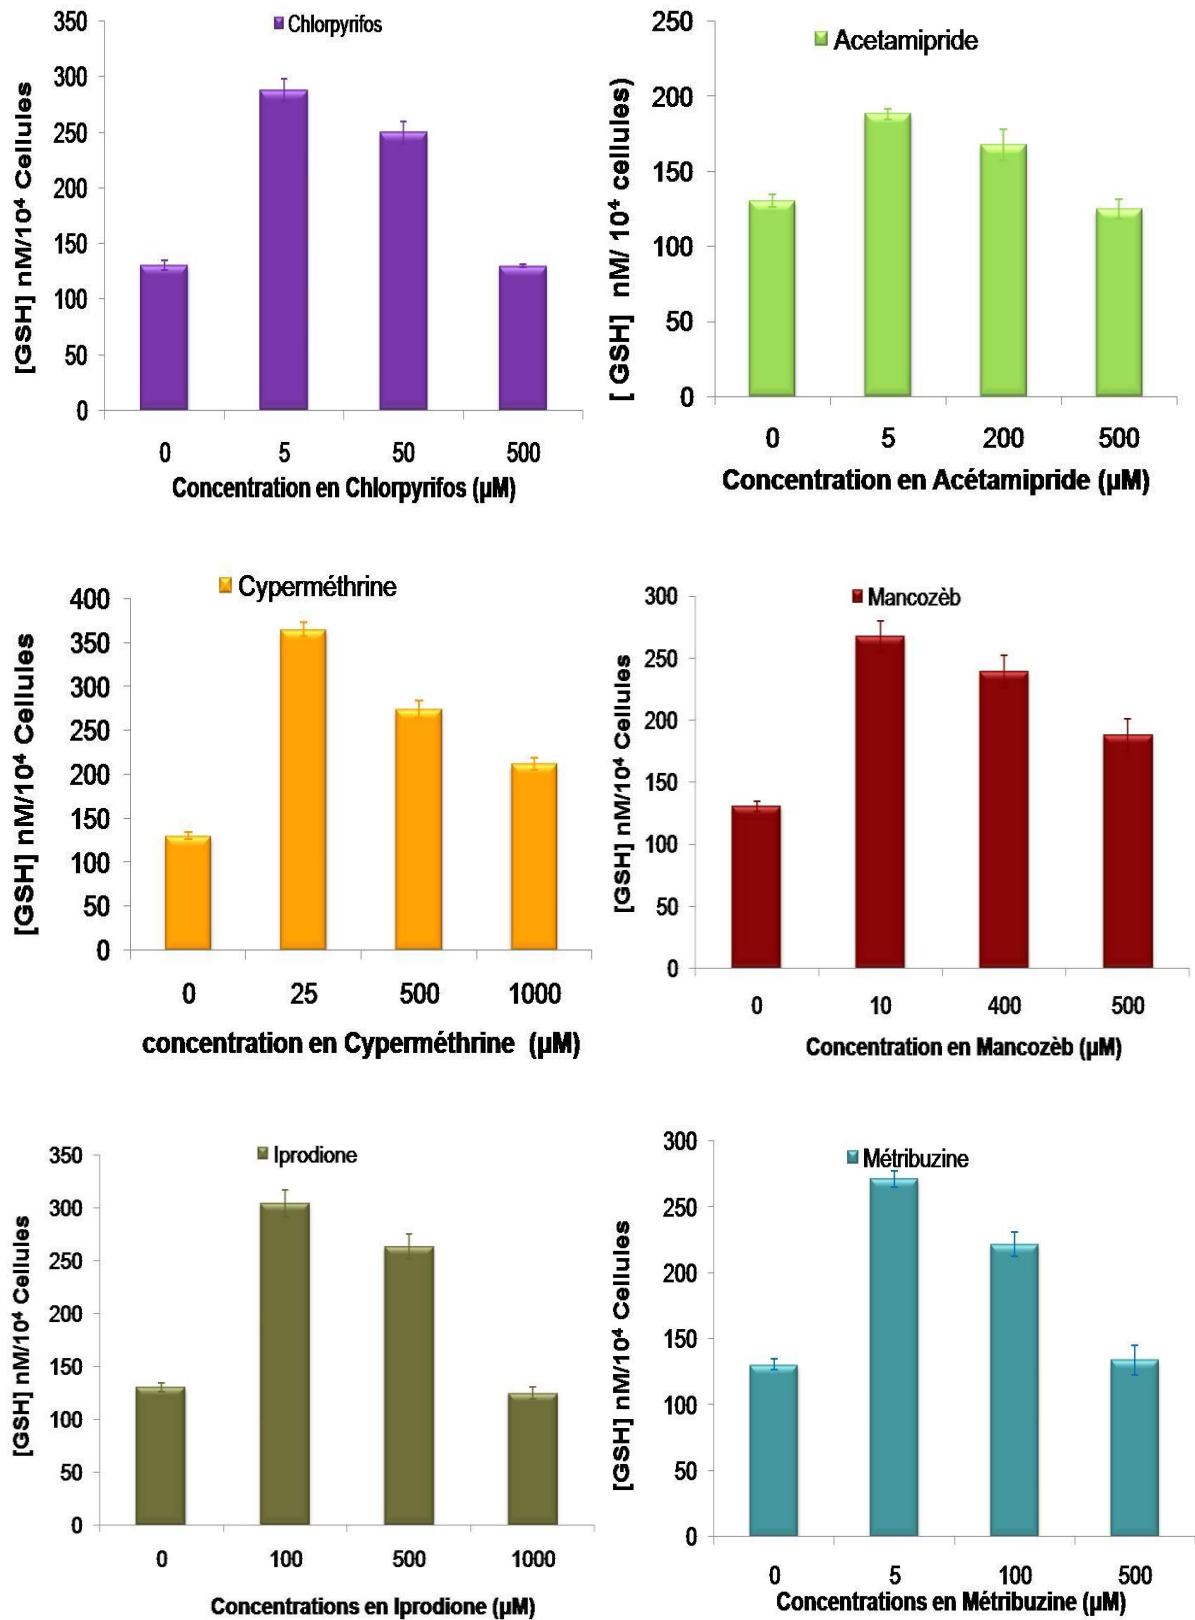 Chlorpyrifos
[GSH] nM/10⁴ Cellules
350
300
250
200
150
100
50
0
0 5 50 500
Concentration en Chlorpyrifos (µM)
Acetamipride
[ GSH] nM/ 10⁴ cellules)
250
200
150
100
50
0
0 5 200 500
Concentration en Acétamipride (µM)
Cyperméthrine
[GSH] nM/10⁴ Cellules
400
350
300
250
200
150
100
50
0
0 25 500 1000
concentration en Cyperméthrine (µM)
Mancozèb
[GSH] nM/10⁴ Cellules
300
250
200
150
100
50
0
0 10 400 500
Concentration en Mancozèb (µM)
Iprodione
[GSH] nM/10⁴ Cellules
350
300
250
200
150
100
50
0
0 100 500 1000
Concentrations en Iprodione (µM)
Métribuzine
[GSH] nM/10⁴ Cellules
300
250
200
150
100
50
0
0 5 100 500
Concentrations en Métribuzine (µM)